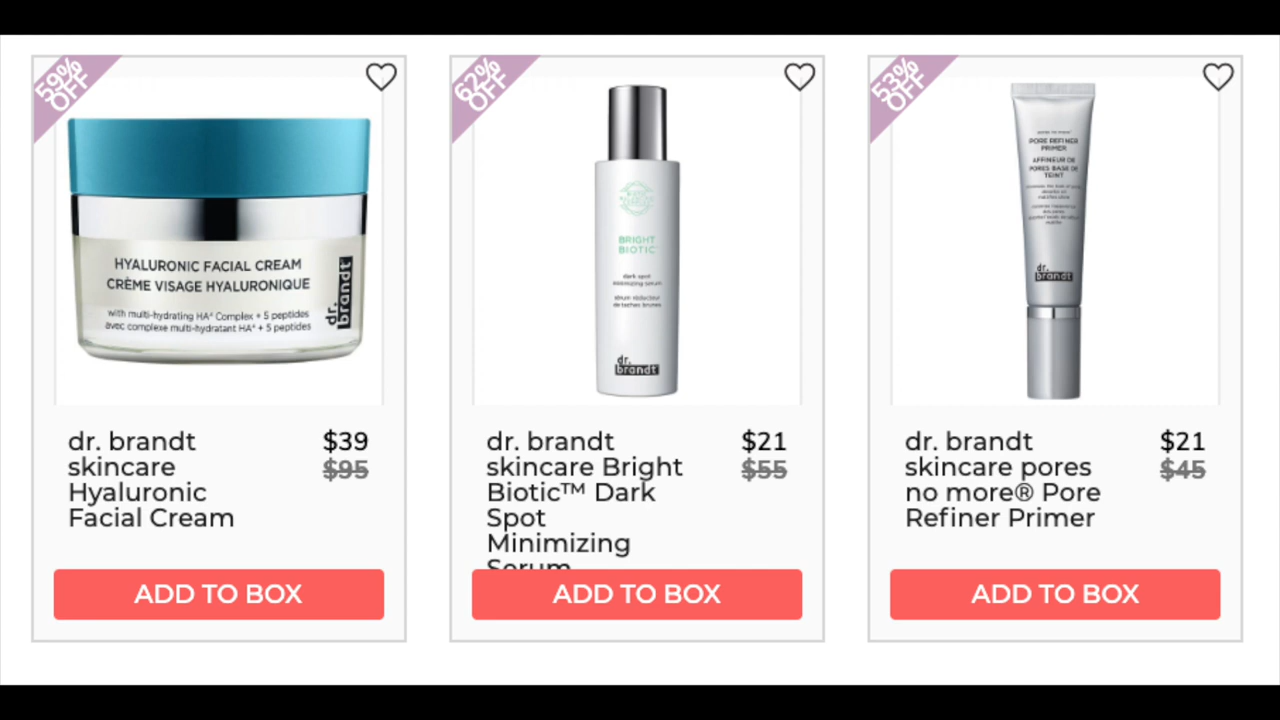 59%
OFF
HYALURONIC FACIAL CREAM
CRÈME VISAGE HYALURONIQUE
with multi-hydrating HA⁺ Complex + 5 peptides
avec complexe multi-hydratant HA⁺ + 5 peptides
dr.
brandt
dr. brandt
skincare
Hyaluronic
Facial Cream
$39
$95
ADD TO BOX
62%
OFF
BRIGHT
BIOTIC™
dark spot
minimizing serum
sérum réducteur
de taches brunes
dr.
brandt
dr. brandt
skincare Bright
Biotic™ Dark
Spot
Minimizing
Serum
$21
$55
ADD TO BOX
53%
OFF
PORE REFINER
PRIMER
AFFINEUR DE
PORES BASE DE
TEINT
dr.
brandt
dr. brandt
skincare pores
no more® Pore
Refiner Primer
$21
$45
ADD TO BOX